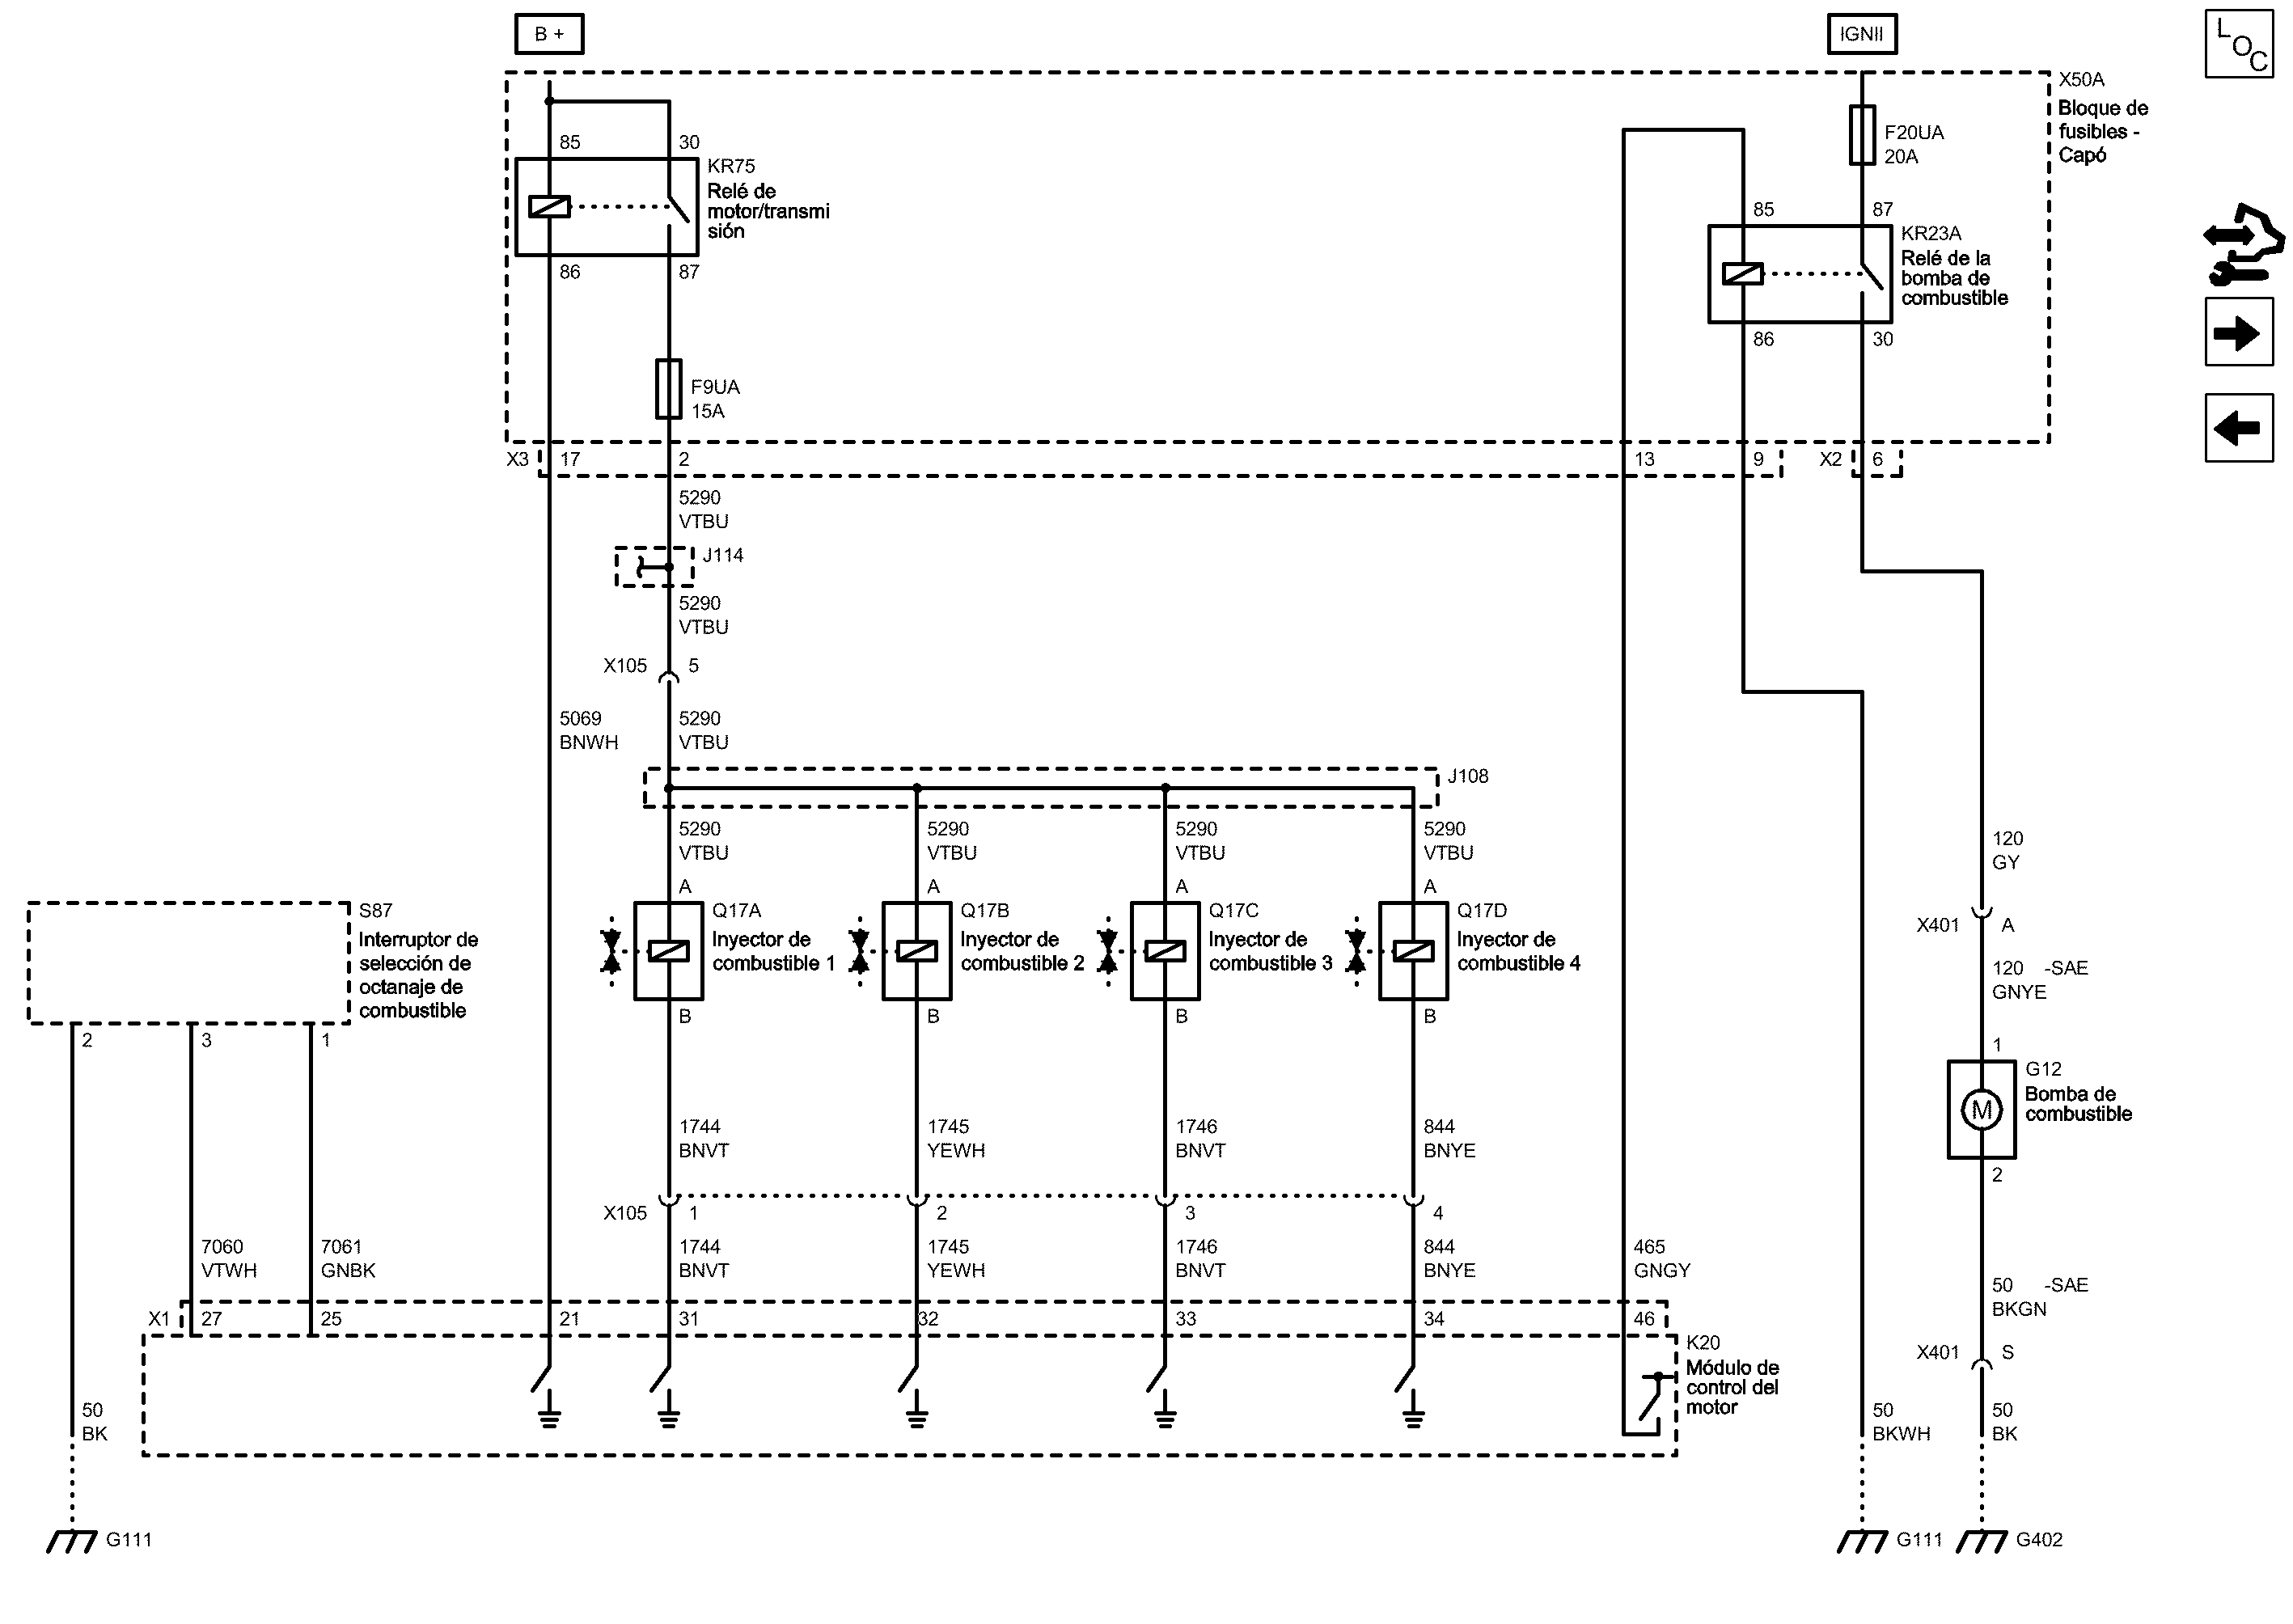 B +
IGNII
L
O
C
X50A
Bloque de
fusibles -
Capó
85
30
KR75
Relé de
motor/transmi
sión
86
87
F9UA
15A
F20UA
20A
85
87
KR23A
Relé de la
bomba de
combustible
86
30
X3
17
2
13
9
X2
6
5290
VTBU
J114
5290
VTBU
X105
5
5069
BNWH
5290
VTBU
J108
5290
VTBU
5290
VTBU
5290
VTBU
5290
VTBU
120
GY
A
A
A
A
S87
Interruptor de
selección de
octanaje de
combustible
Q17A
Inyector de
combustible 1
Q17B
Inyector de
combustible 2
Q17C
Inyector de
combustible 3
Q17D
Inyector de
combustible 4
X401
A
120 -SAE
GNYE
B
B
B
B
2
3
1
1
G12
Bomba de
combustible
M
2
1744
BNVT
1745
YEWH
1746
BNVT
844
BNYE
X105
1
2
3
4
7060
VTWH
7061
GNBK
1744
BNVT
1745
YEWH
1746
BNVT
844
BNYE
465
GNGY
50 -SAE
BKGN
X1
27
25
21
31
32
33
34
46
K20
Módulo de
control del
motor
X401
S
50
BK
50
BKWH
50
BK
G111
G111
G402